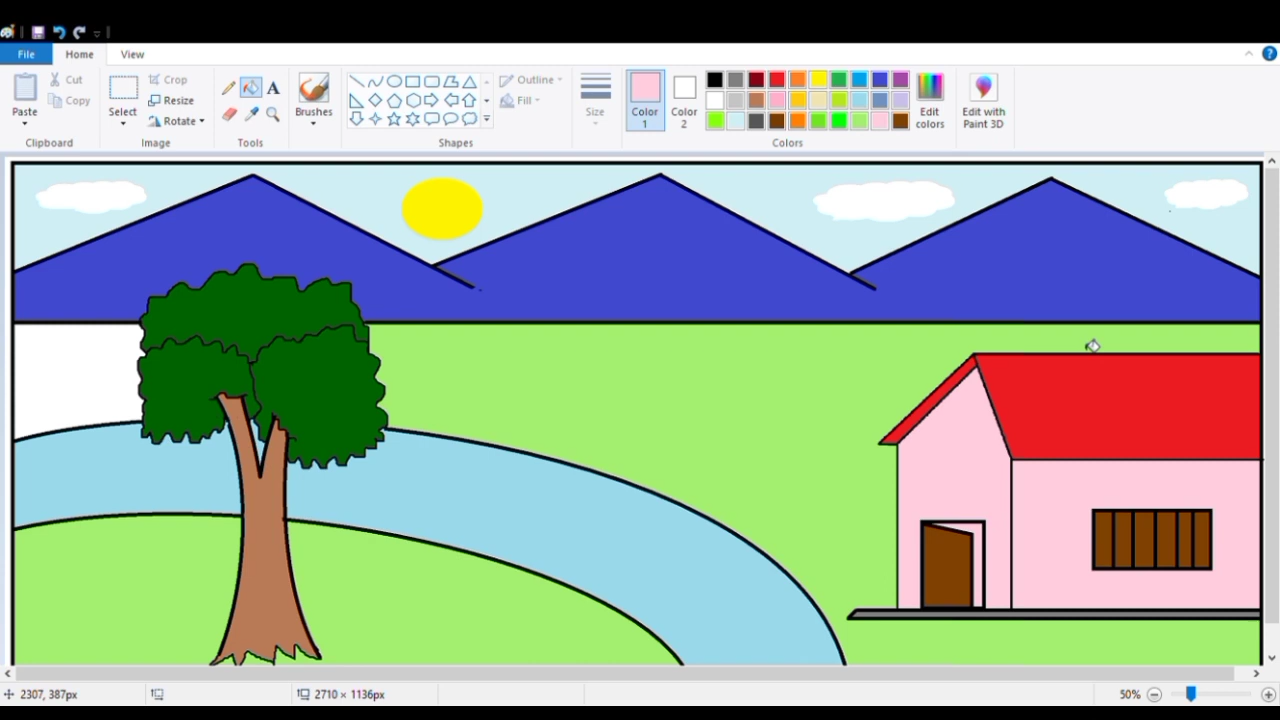 File Home View
Cut
Copy
Paste
Clipboard
Select
Crop
Resize
Rotate
Image
A
Tools
Brushes
Outline
Fill
Shapes
Size
Color 1
Color 2
Edit colors
Colors
Edit with Paint 3D
?
2307, 387px
2710 × 1136px
50%